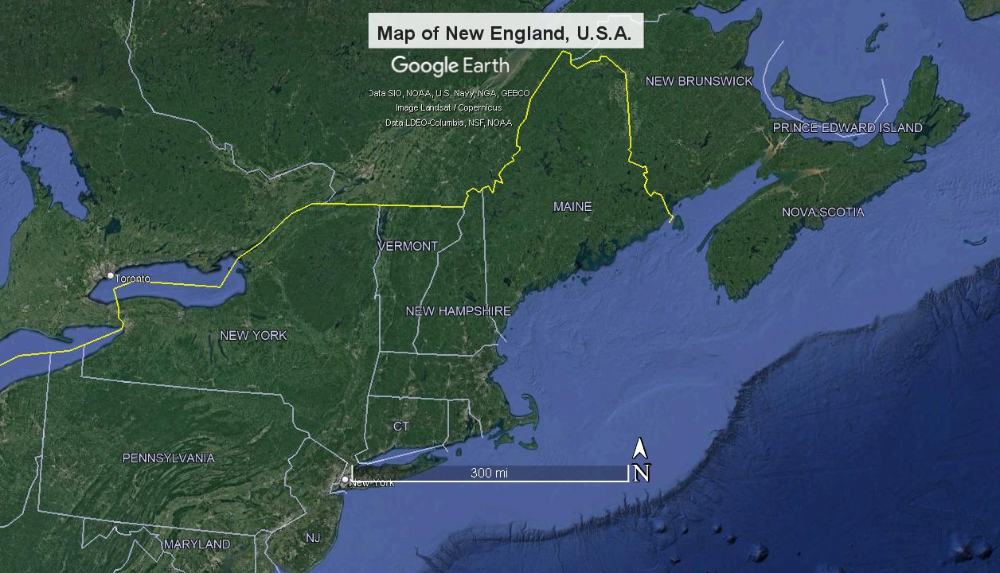 Map of New England, U.S.A.
Google Earth
Data SIO, NOAA, U.S. Navy, NGA, GEBCO
Image Landsat / Copernicus
Data LDEO-Columbia, NSF, NOAA
NEW BRUNSWICK
PRINCE EDWARD ISLAND
MAINE
NOVA SCOTIA
VERMONT
Toronto
NEW HAMPSHIRE
NEW YORK
CT
PENNSYLVANIA
300 mi
N
New York
NJ
MARYLAND